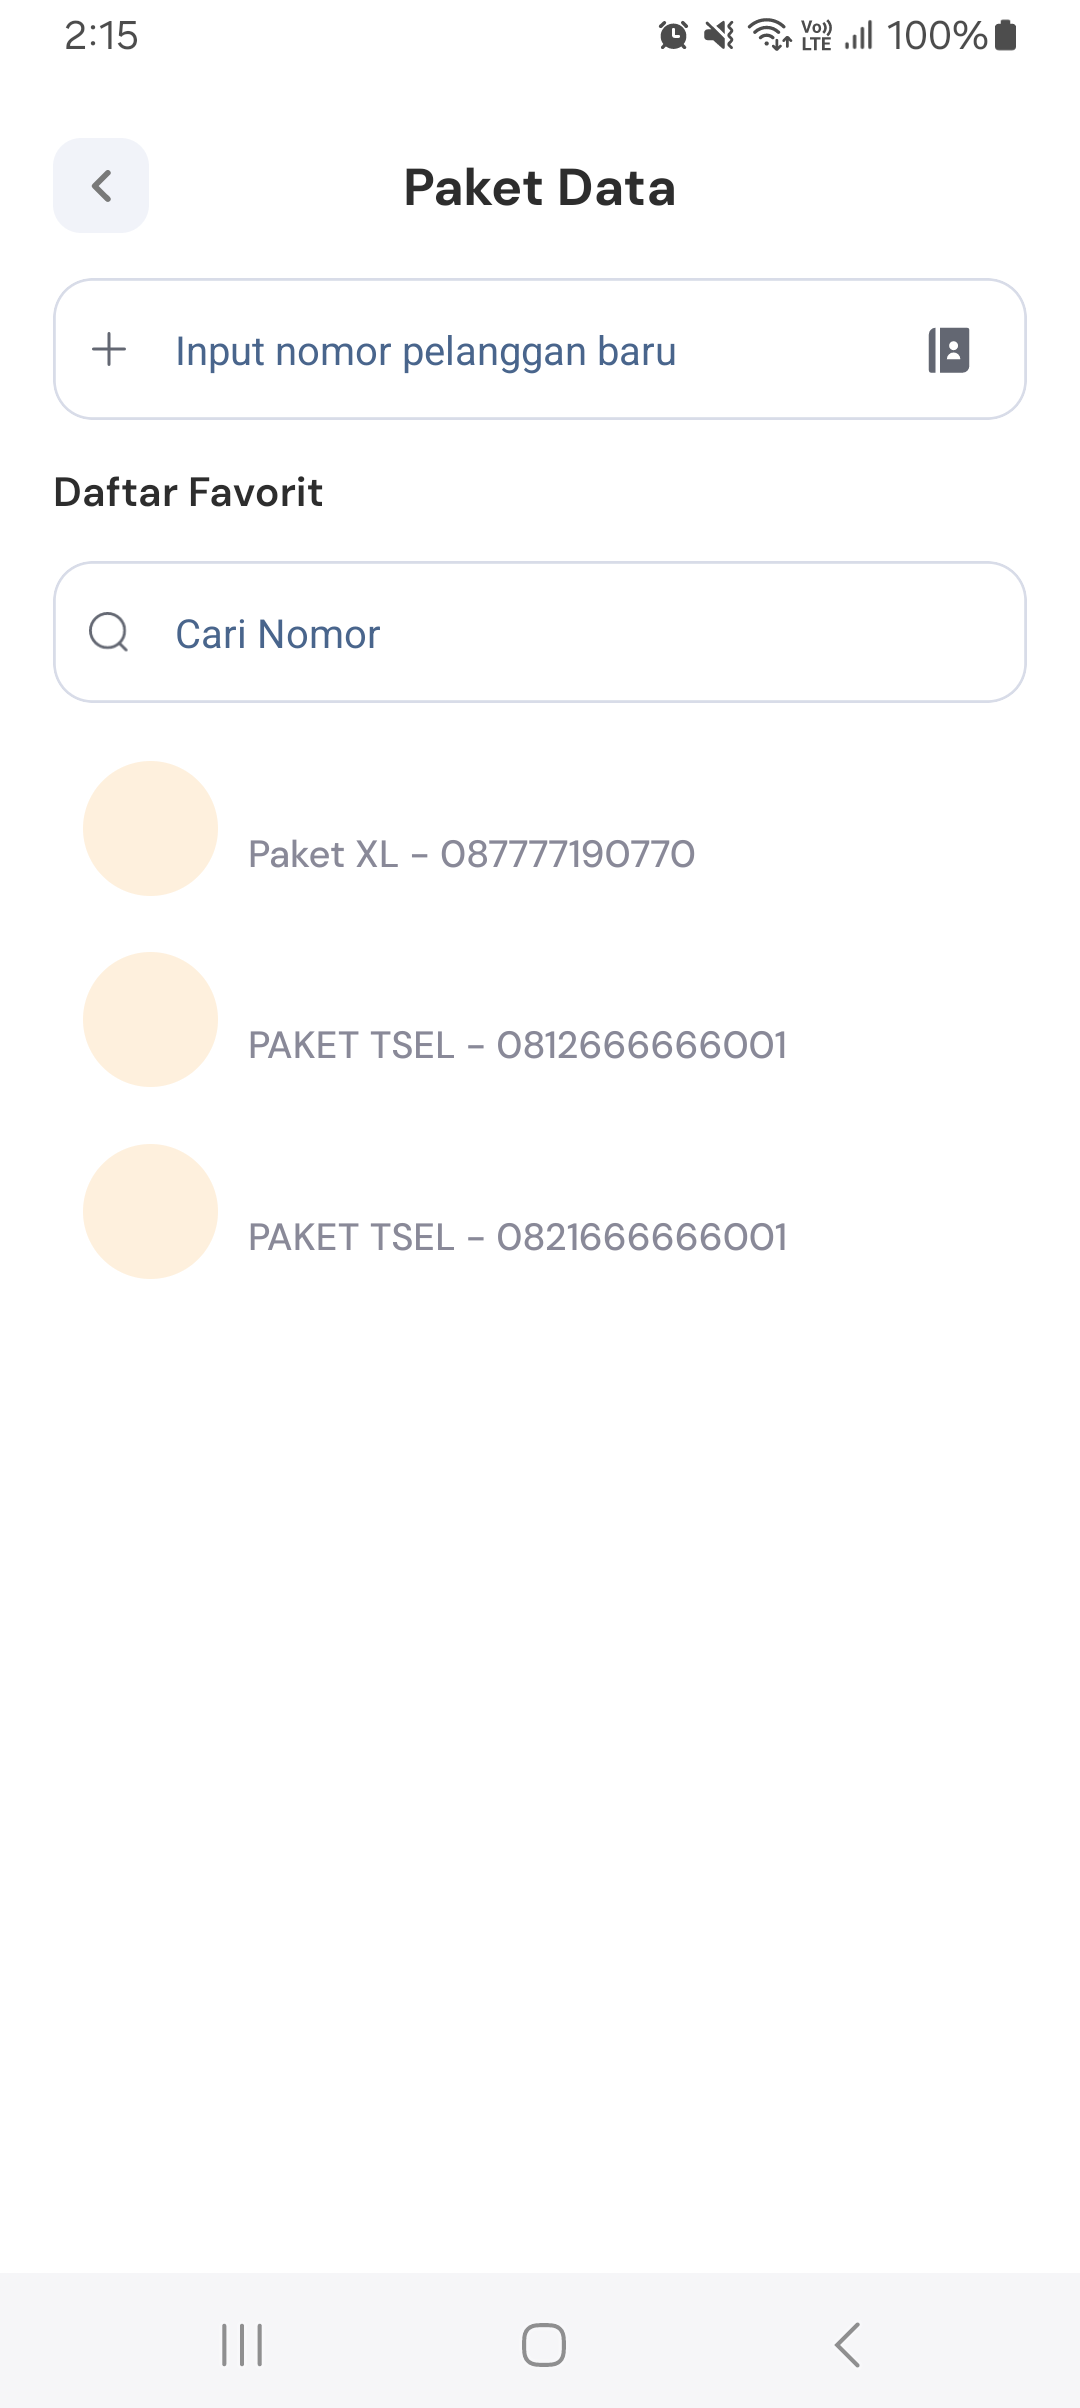 2:15
Vo)) LTE 100%
Paket Data
Input nomor pelanggan baru
Daftar Favorit
Cari Nomor
Paket XL - 087777190770
PAKET TSEL - 0812666666001
PAKET TSEL - 0821666666001